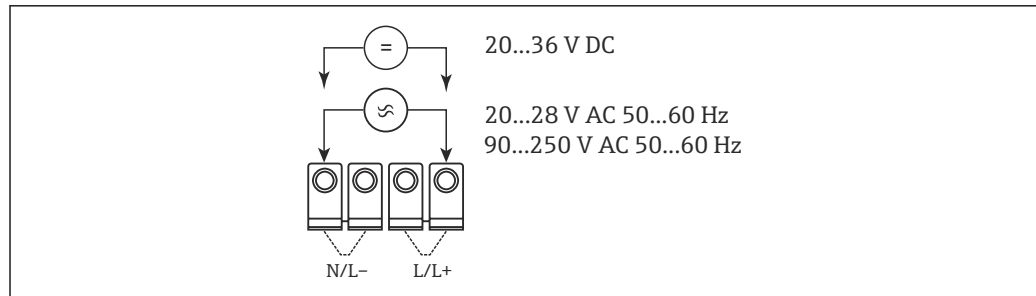 20...36 V DC
20...28 V AC 50...60 Hz
90...250 V AC 50...60 Hz
N/L− L/L+